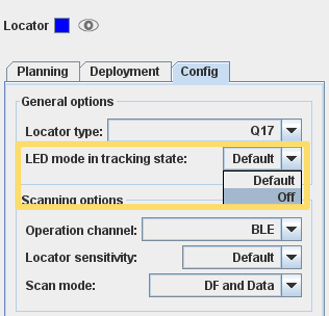 Locator
Planning Deployment Config
General options
Locator type: Q17
LED mode in tracking state: Default
Default
Off
Scanning options
Operation channel: BLE
Locator sensitivity: Default
Scan mode: DF and Data